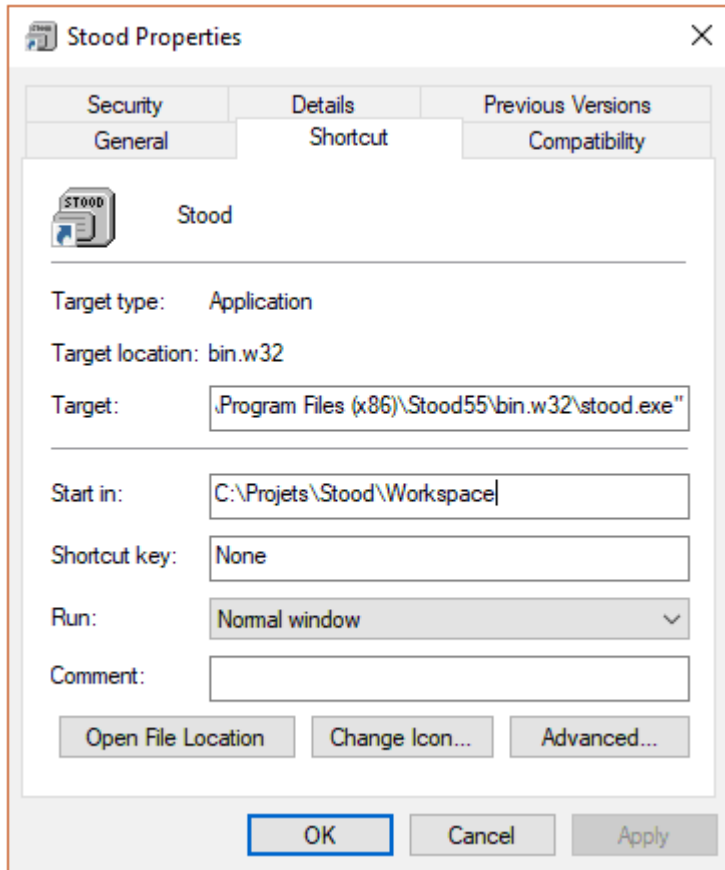 Stood Properties
Security Details Previous Versions
General Shortcut Compatibility
STOOD
Stood
Target type: Application
Target location: bin.w32
Target: \Program Files (x86)\Stood55\bin.w32\stood.exe"
Start in: C:\Projets\Stood\Workspace
Shortcut key: None
Run: Normal window
Comment:
Open File Location Change Icon... Advanced...
OK Cancel Apply